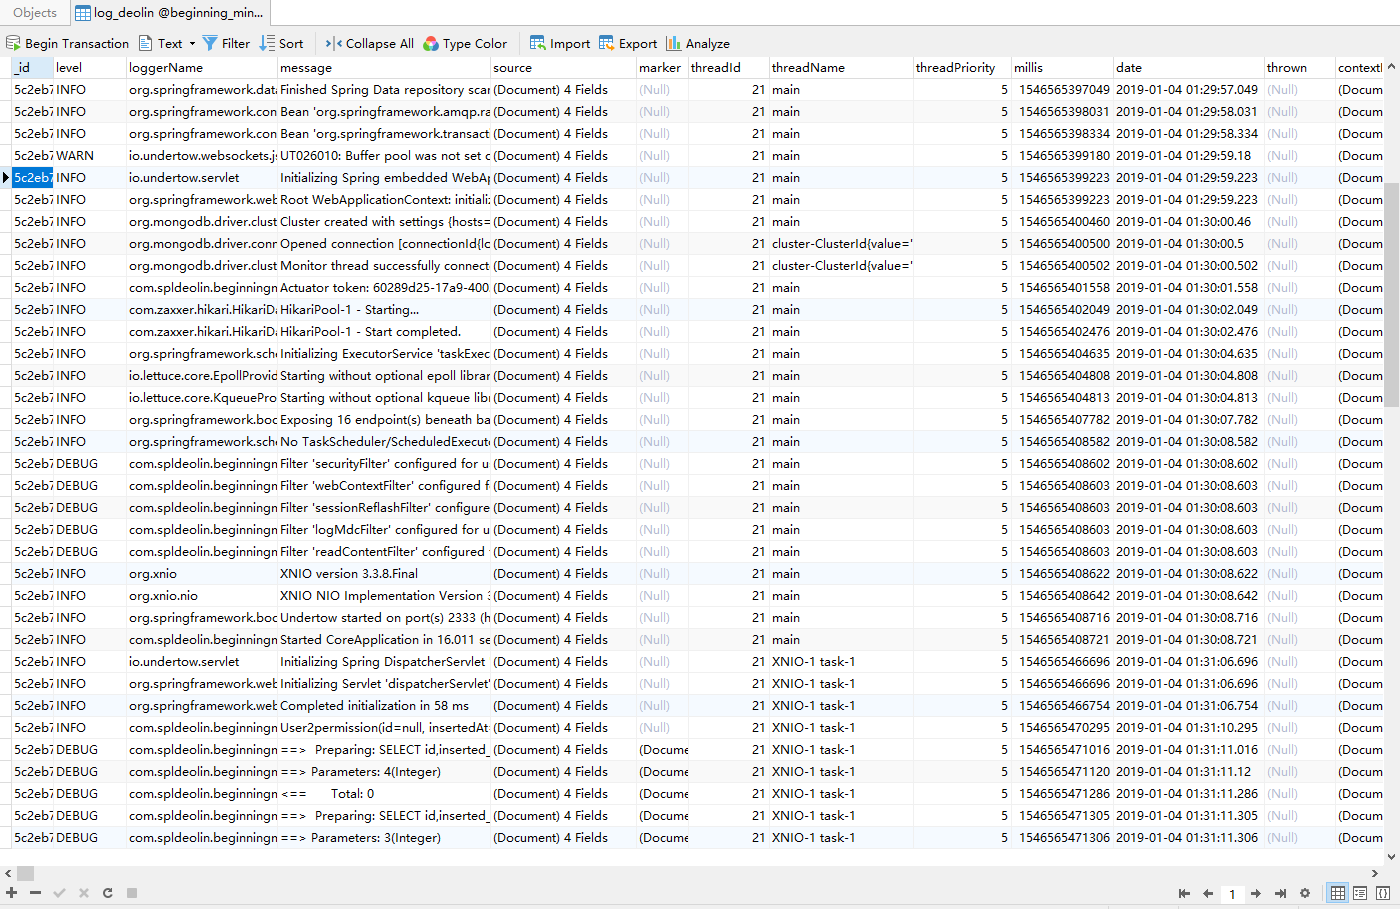 Objects log_deolin @beginning_min...
Begin Transaction Text Filter Sort Collapse All Type Color Import Export Analyze
_id level loggerName message source marker threadId threadName threadPriority millis date thrown contextI
5c2eb7 INFO org.springframework.data Finished Spring Data repository scar (Document) 4 Fields (Null) 21 main 5 1546565397049 2019-01-04 01:29:57.049 (Null) (Docum
5c2eb7 INFO org.springframework.con Bean 'org.springframework.amqp.ra (Document) 4 Fields (Null) 21 main 5 1546565398031 2019-01-04 01:29:58.031 (Null) (Docum
5c2eb7 INFO org.springframework.con Bean 'org.springframework.transact (Document) 4 Fields (Null) 21 main 5 1546565398334 2019-01-04 01:29:58.334 (Null) (Docum
5c2eb7 WARN io.undertow.websockets.js UT026010: Buffer pool was not set c (Document) 4 Fields (Null) 21 main 5 1546565399180 2019-01-04 01:29:59.18 (Null) (Docum
5c2eb7 INFO io.undertow.servlet Initializing Spring embedded WebAp (Document) 4 Fields (Null) 21 main 5 1546565399223 2019-01-04 01:29:59.223 (Null) (Docum
5c2eb7 INFO org.springframework.web Root WebApplicationContext: initiali (Document) 4 Fields (Null) 21 main 5 1546565399223 2019-01-04 01:29:59.223 (Null) (Docum
5c2eb7 INFO org.mongodb.driver.clust Cluster created with settings {hosts= (Document) 4 Fields (Null) 21 main 5 1546565400460 2019-01-04 01:30:00.46 (Null) (Docum
5c2eb7 INFO org.mongodb.driver.conr Opened connection [connectionId{lc (Document) 4 Fields (Null) 21 cluster-ClusterId{value=' 5 1546565400500 2019-01-04 01:30:00.5 (Null) (Docum
5c2eb7 INFO org.mongodb.driver.clust Monitor thread successfully connect (Document) 4 Fields (Null) 21 cluster-ClusterId{value=' 5 1546565400502 2019-01-04 01:30:00.502 (Null) (Docum
5c2eb7 INFO com.spldeolin.beginningn Actuator token: 60289d25-17a9-400 (Document) 4 Fields (Null) 21 main 5 1546565401558 2019-01-04 01:30:01.558 (Null) (Docum
5c2eb7 INFO com.zaxxer.hikari.HikariDa HikariPool-1 - Starting... (Document) 4 Fields (Null) 21 main 5 1546565402049 2019-01-04 01:30:02.049 (Null) (Docum
5c2eb7 INFO com.zaxxer.hikari.HikariDa HikariPool-1 - Start completed. (Document) 4 Fields (Null) 21 main 5 1546565402476 2019-01-04 01:30:02.476 (Null) (Docum
5c2eb7 INFO org.springframework.sche Initializing ExecutorService 'taskExec (Document) 4 Fields (Null) 21 main 5 1546565404635 2019-01-04 01:30:04.635 (Null) (Docum
5c2eb7 INFO io.lettuce.core.EpollProvid Starting without optional epoll librar (Document) 4 Fields (Null) 21 main 5 1546565404808 2019-01-04 01:30:04.808 (Null) (Docum
5c2eb7 INFO io.lettuce.core.KqueuePro Starting without optional kqueue libr (Document) 4 Fields (Null) 21 main 5 1546565404813 2019-01-04 01:30:04.813 (Null) (Docum
5c2eb7 INFO org.springframework.boc Exposing 16 endpoint(s) beneath ba (Document) 4 Fields (Null) 21 main 5 1546565407782 2019-01-04 01:30:07.782 (Null) (Docum
5c2eb7 INFO org.springframework.sche No TaskScheduler/ScheduledExecute (Document) 4 Fields (Null) 21 main 5 1546565408582 2019-01-04 01:30:08.582 (Null) (Docum
5c2eb7 DEBUG com.spldeolin.beginningn Filter 'securityFilter' configured for u (Document) 4 Fields (Null) 21 main 5 1546565408602 2019-01-04 01:30:08.602 (Null) (Docum
5c2eb7 DEBUG com.spldeolin.beginningn Filter 'webContextFilter' configured f (Document) 4 Fields (Null) 21 main 5 1546565408603 2019-01-04 01:30:08.603 (Null) (Docum
5c2eb7 DEBUG com.spldeolin.beginningn Filter 'sessionReflashFilter' configure (Document) 4 Fields (Null) 21 main 5 1546565408603 2019-01-04 01:30:08.603 (Null) (Docum
5c2eb7 DEBUG com.spldeolin.beginningn Filter 'logMdcFilter' configured for u (Document) 4 Fields (Null) 21 main 5 1546565408603 2019-01-04 01:30:08.603 (Null) (Docum
5c2eb7 DEBUG com.spldeolin.beginningn Filter 'readContentFilter' configured (Document) 4 Fields (Null) 21 main 5 1546565408603 2019-01-04 01:30:08.603 (Null) (Docum
5c2eb7 INFO org.xnio XNIO version 3.3.8.Final (Document) 4 Fields (Null) 21 main 5 1546565408622 2019-01-04 01:30:08.622 (Null) (Docum
5c2eb7 INFO org.xnio.nio XNIO NIO Implementation Version 3 (Document) 4 Fields (Null) 21 main 5 1546565408642 2019-01-04 01:30:08.642 (Null) (Docum
5c2eb7 INFO org.springframework.boc Undertow started on port(s) 2333 (h (Document) 4 Fields (Null) 21 main 5 1546565408716 2019-01-04 01:30:08.716 (Null) (Docum
5c2eb7 INFO com.spldeolin.beginningn Started CoreApplication in 16.011 se (Document) 4 Fields (Null) 21 main 5 1546565408721 2019-01-04 01:30:08.721 (Null) (Docum
5c2eb7 INFO io.undertow.servlet Initializing Spring DispatcherServlet (Document) 4 Fields (Null) 21 XNIO-1 task-1 5 1546565466696 2019-01-04 01:31:06.696 (Null) (Docum
5c2eb7 INFO org.springframework.web Initializing Servlet 'dispatcherServlet' (Document) 4 Fields (Null) 21 XNIO-1 task-1 5 1546565466696 2019-01-04 01:31:06.696 (Null) (Docum
5c2eb7 INFO org.springframework.web Completed initialization in 58 ms (Document) 4 Fields (Null) 21 XNIO-1 task-1 5 1546565466754 2019-01-04 01:31:06.754 (Null) (Docum
5c2eb7 INFO com.spldeolin.beginningn User2permission(id=null, insertedAt (Document) 4 Fields (Null) 21 XNIO-1 task-1 5 1546565470295 2019-01-04 01:31:10.295 (Null) (Docum
5c2eb7 DEBUG com.spldeolin.beginningn ==> Preparing: SELECT id,inserted_ (Document) 4 Fields (Docume 21 XNIO-1 task-1 5 1546565471016 2019-01-04 01:31:11.016 (Null) (Docum
5c2eb7 DEBUG com.spldeolin.beginningn ==> Parameters: 4(Integer) (Document) 4 Fields (Docume 21 XNIO-1 task-1 5 1546565471120 2019-01-04 01:31:11.12 (Null) (Docum
5c2eb7 DEBUG com.spldeolin.beginningn <== Total: 0 (Document) 4 Fields (Docume 21 XNIO-1 task-1 5 1546565471286 2019-01-04 01:31:11.286 (Null) (Docum
5c2eb7 DEBUG com.spldeolin.beginningn ==> Preparing: SELECT id,inserted_ (Document) 4 Fields (Docume 21 XNIO-1 task-1 5 1546565471305 2019-01-04 01:31:11.305 (Null) (Docum
5c2eb7 DEBUG com.spldeolin.beginningn ==> Parameters: 3(Integer) (Document) 4 Fields (Docume 21 XNIO-1 task-1 5 1546565471306 2019-01-04 01:31:11.306 (Null) (Docum
1